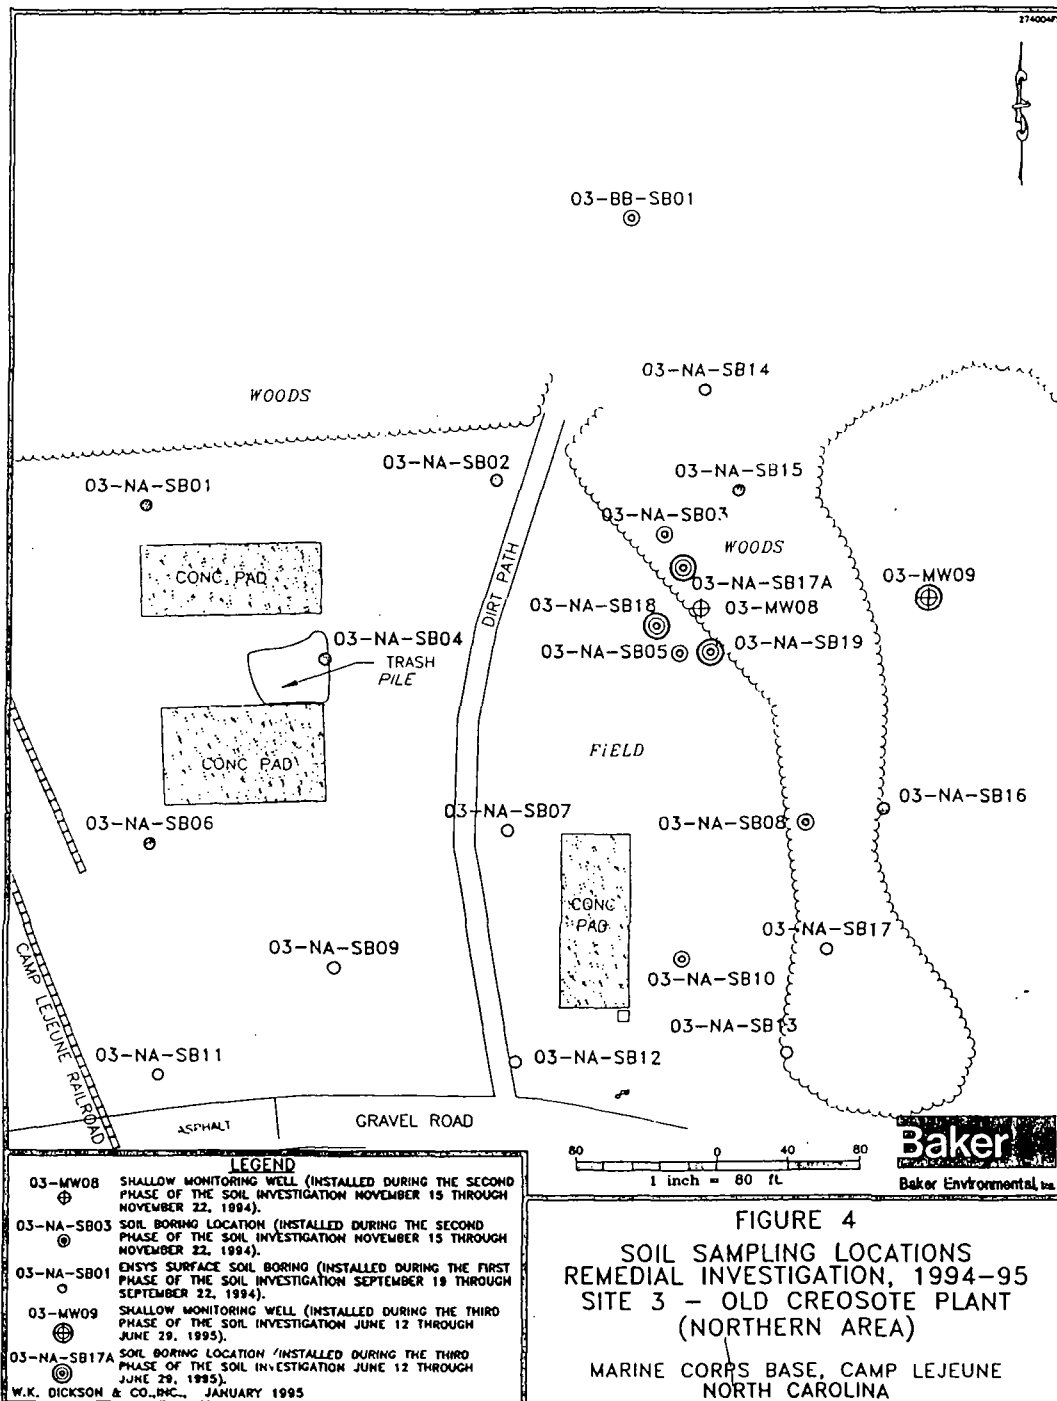 03-BB-SB01
03-NA-SB14
WOODS
03-NA-SB02
03-NA-SB15
03-NA-SB01
03-NA-SB03
WOODS
CONC. PAD
DIRT PATH
03-NA-SB17A
03-MW09
03-NA-SB18
03-MW08
03-NA-SB04
03-NA-SB05
03-NA-SB19
TRASH
PILE
FIELD
CONC PAD
03-NA-SB16
03-NA-SB06
03-NA-SB07
03-NA-SB08
CONC
PAD
03-NA-SB17
03-NA-SB09
03-NA-SB10
CAMP LEJEUNE RAILROAD
03-NA-SB13
03-NA-SB11
03-NA-SB12
ASPHALT
GRAVEL ROAD
Baker
Baker Environmental, Inc.
80 0 40 80
1 inch = 80 ft.
LEGEND
03-MW08 SHALLOW MONITORING WELL (INSTALLED DURING THE SECOND
PHASE OF THE SOIL INVESTIGATION NOVEMBER 15 THROUGH
NOVEMBER 22, 1994).
03-NA-SB03 SOIL BORING LOCATION (INSTALLED DURING THE SECOND
PHASE OF THE SOIL INVESTIGATION NOVEMBER 15 THROUGH
NOVEMBER 22, 1994).
03-NA-SB01 ENSYS SURFACE SOIL BORING (INSTALLED DURING THE FIRST
PHASE OF THE SOIL INVESTIGATION SEPTEMBER 19 THROUGH
SEPTEMBER 22, 1994).
03-MW09 SHALLOW MONITORING WELL (INSTALLED DURING THE THIRD
PHASE OF THE SOIL INVESTIGATION JUNE 12 THROUGH
JUNE 29, 1995).
03-NA-SB17A SOIL BORING LOCATION (INSTALLED DURING THE THIRD
PHASE OF THE SOIL INVESTIGATION JUNE 12 THROUGH
JUNE 29, 1995).
W.K. DICKSON & CO.,INC., JANUARY 1995
FIGURE 4
SOIL SAMPLING LOCATIONS
REMEDIAL INVESTIGATION, 1994-95
SITE 3 - OLD CREOSOTE PLANT
(NORTHERN AREA)
MARINE CORPS BASE, CAMP LEJEUNE
NORTH CAROLINA